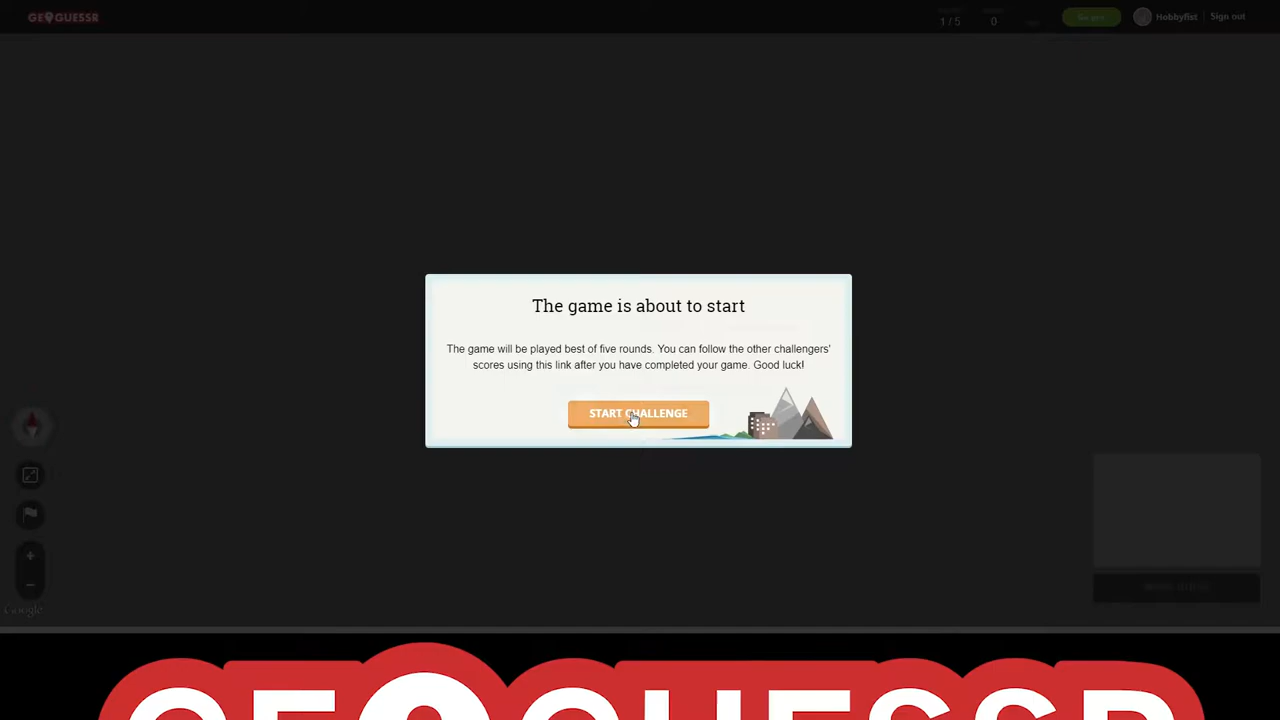 GEOGUESSR
1 / 5 0 Hobbyfist | Sign out
The game is about to start
The game will be played best of five rounds. You can follow the other challengers'
scores using this link after you have completed your game. Good luck!
START CHALLENGE
+
−
Google
GEOGUESSR